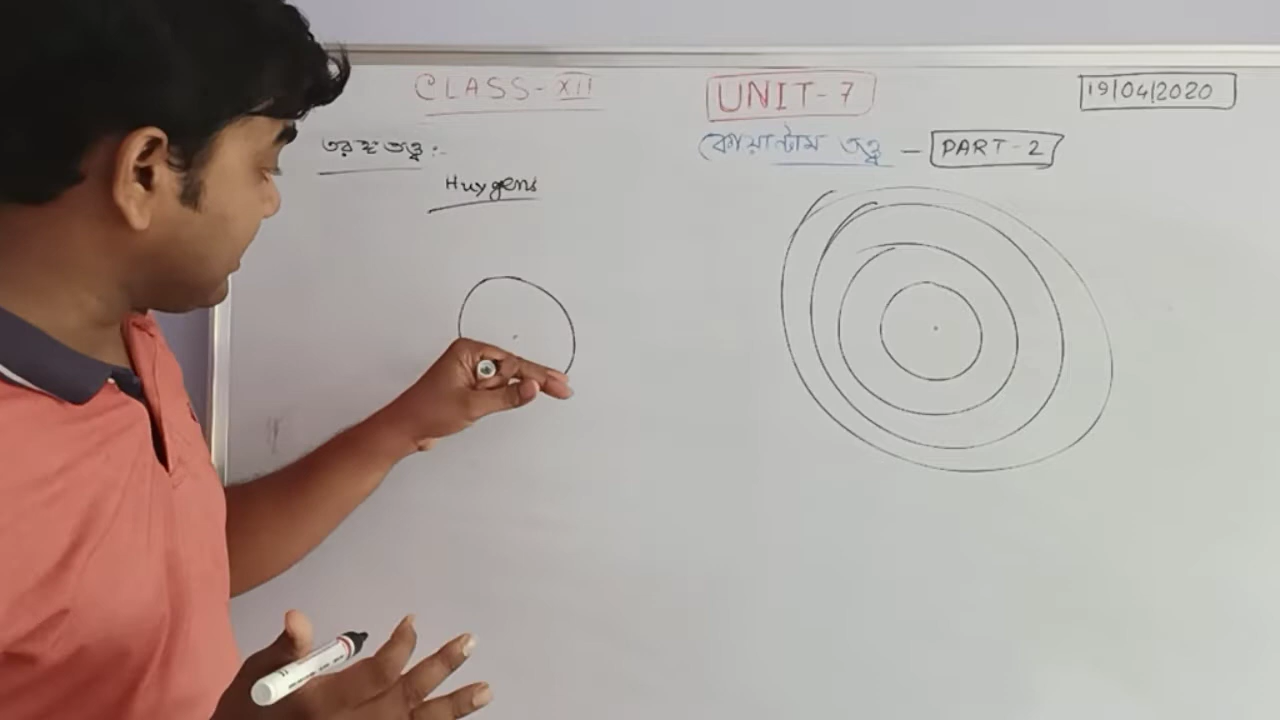 CLASS-XII
UNIT-7
19/04/2020
কোয়ান্টাম তত্ত্ব — PART-2
তরঙ্গ তত্ত্ব :-
Huygens